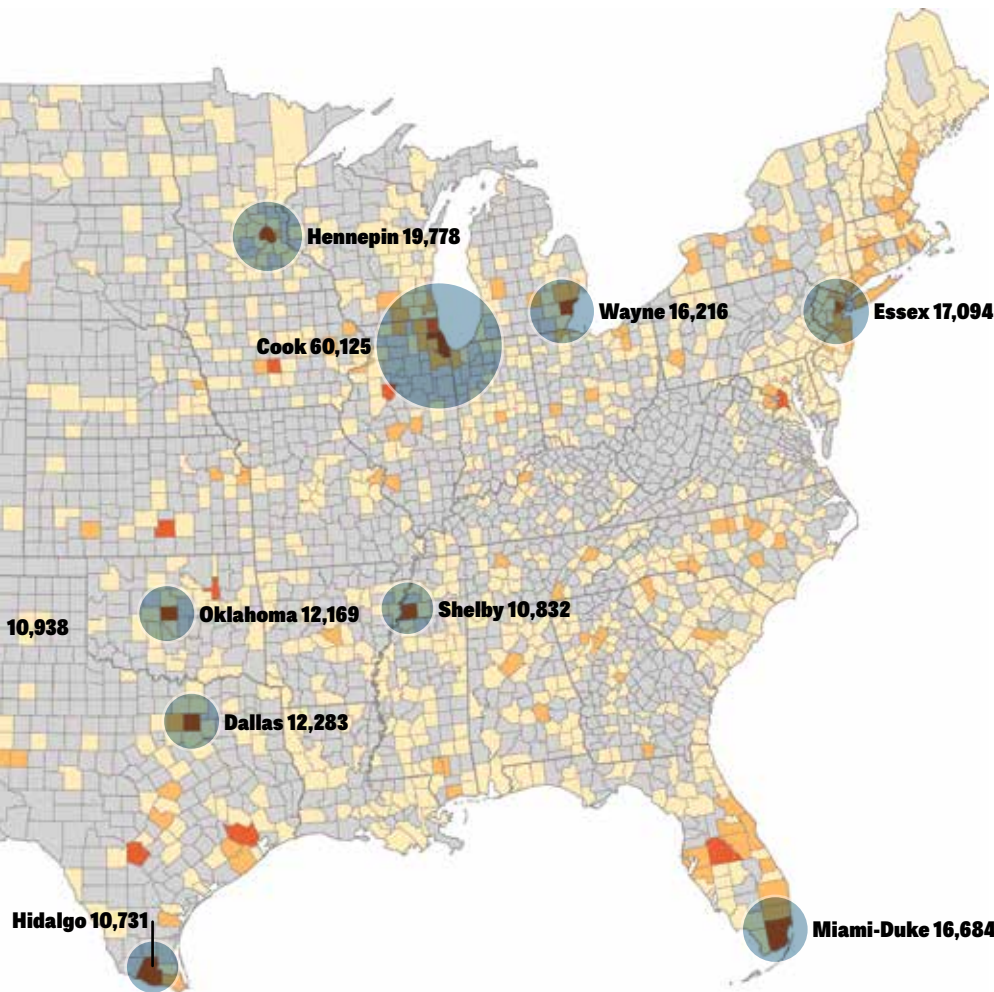 Hennepin 19,778
Wayne 16,216
Essex 17,094
Cook 60,125
Oklahoma 12,169
Shelby 10,832
10,938
Dallas 12,283
Hidalgo 10,731
Miami-Duke 16,684